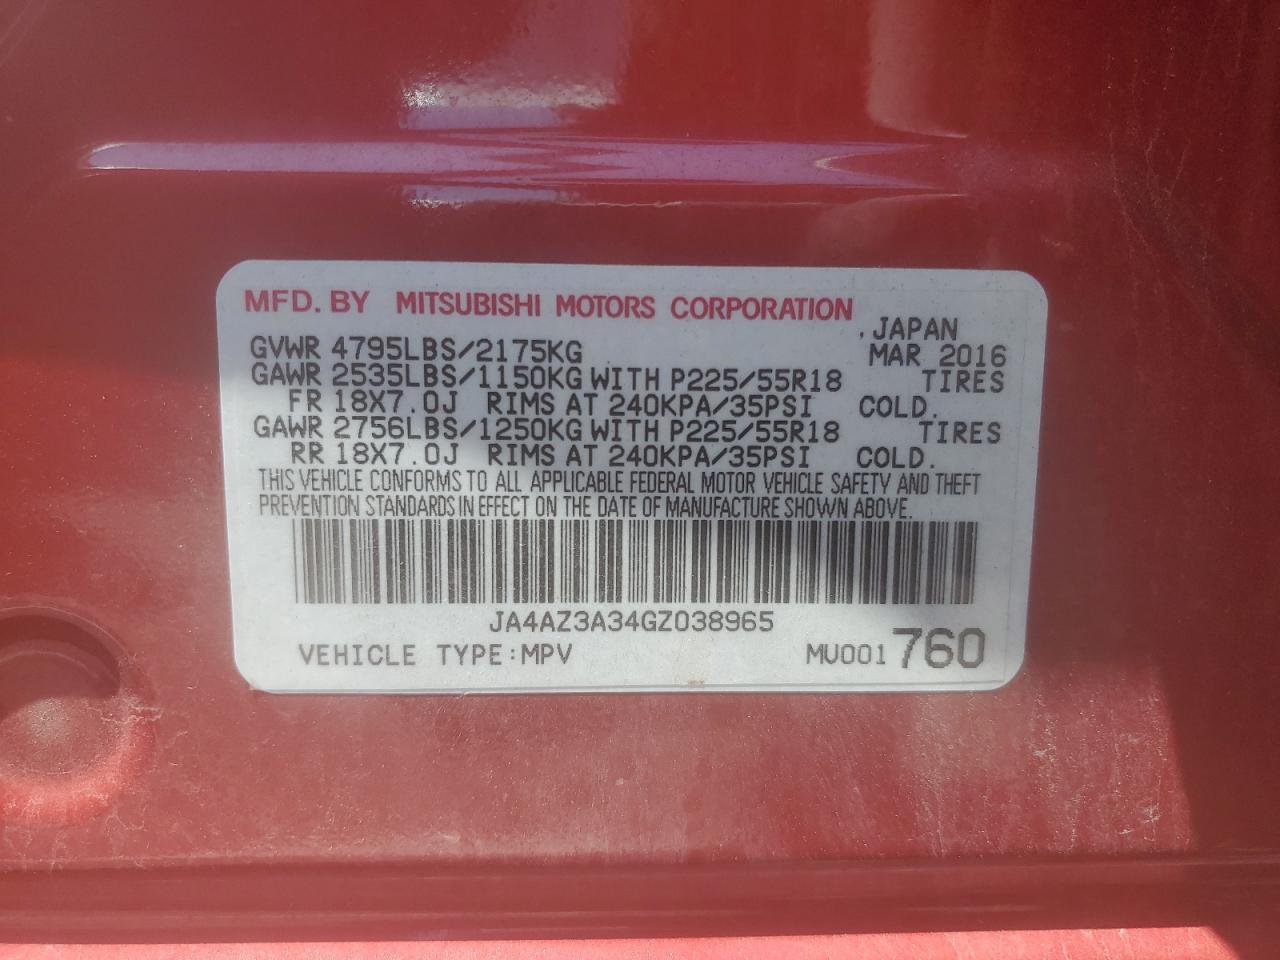 MFD. BY MITSUBISHI MOTORS CORPORATION
. JAPAN
GVWR 4795LBS/2175KG MAR 2016
GAWR 2535LBS/1150KG WITH P225/55R18 TIRES
FR 18X7.0J RIMS AT 240KPA/35PSI COLD.
GAWR 2756LBS/1250KG WITH P225/55R18 TIRES
RR 18X7.0J RIMS AT 240KPA/35PSI COLD.
THIS VEHICLE CONFORMS TO ALL APPLICABLE FEDERAL MOTOR VEHICLE SAFETY AND THEFT
PREVENTION STANDARDS IN EFFECT ON THE DATE OF MANUFACTURE SHOWN ABOVE.
JA4AZ3A34GZ038965
VEHICLE TYPE:MPV MU001760